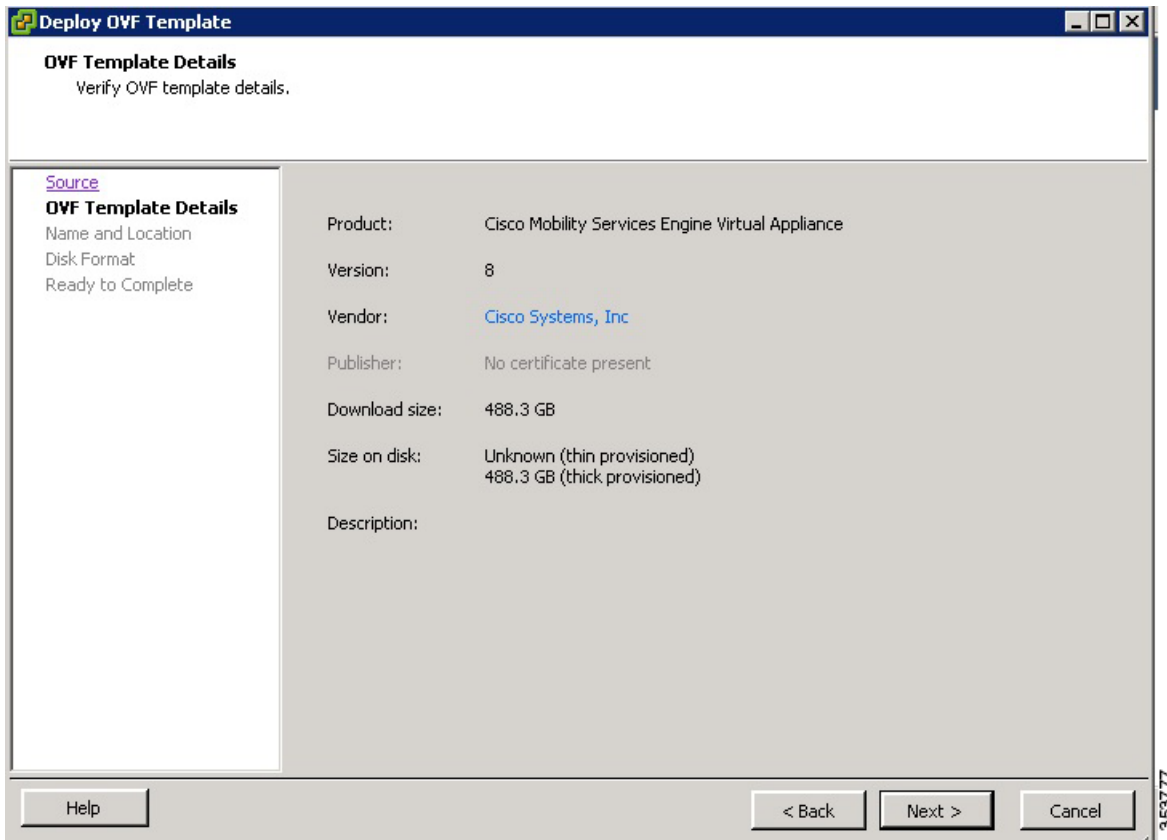 Deploy OVF Template
OVF Template Details
Verify OVF template details.
Source
OVF Template Details
Name and Location
Disk Format
Ready to Complete
Product: Cisco Mobility Services Engine Virtual Appliance
Version: 8
Vendor: Cisco Systems, Inc
Publisher: No certificate present
Download size: 488.3 GB
Size on disk: Unknown (thin provisioned)
488.3 GB (thick provisioned)
Description:
Help
< Back
Next >
Cancel
353777